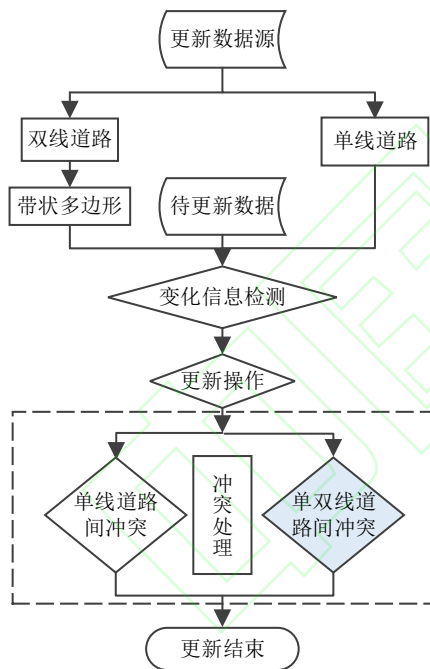 更新数据源
双线道路
单线道路
带状多边形
待更新数据
变化信息检测
更新操作
单线道路
间冲突
冲
突
处
理
单双线道
路间冲突
更新结束